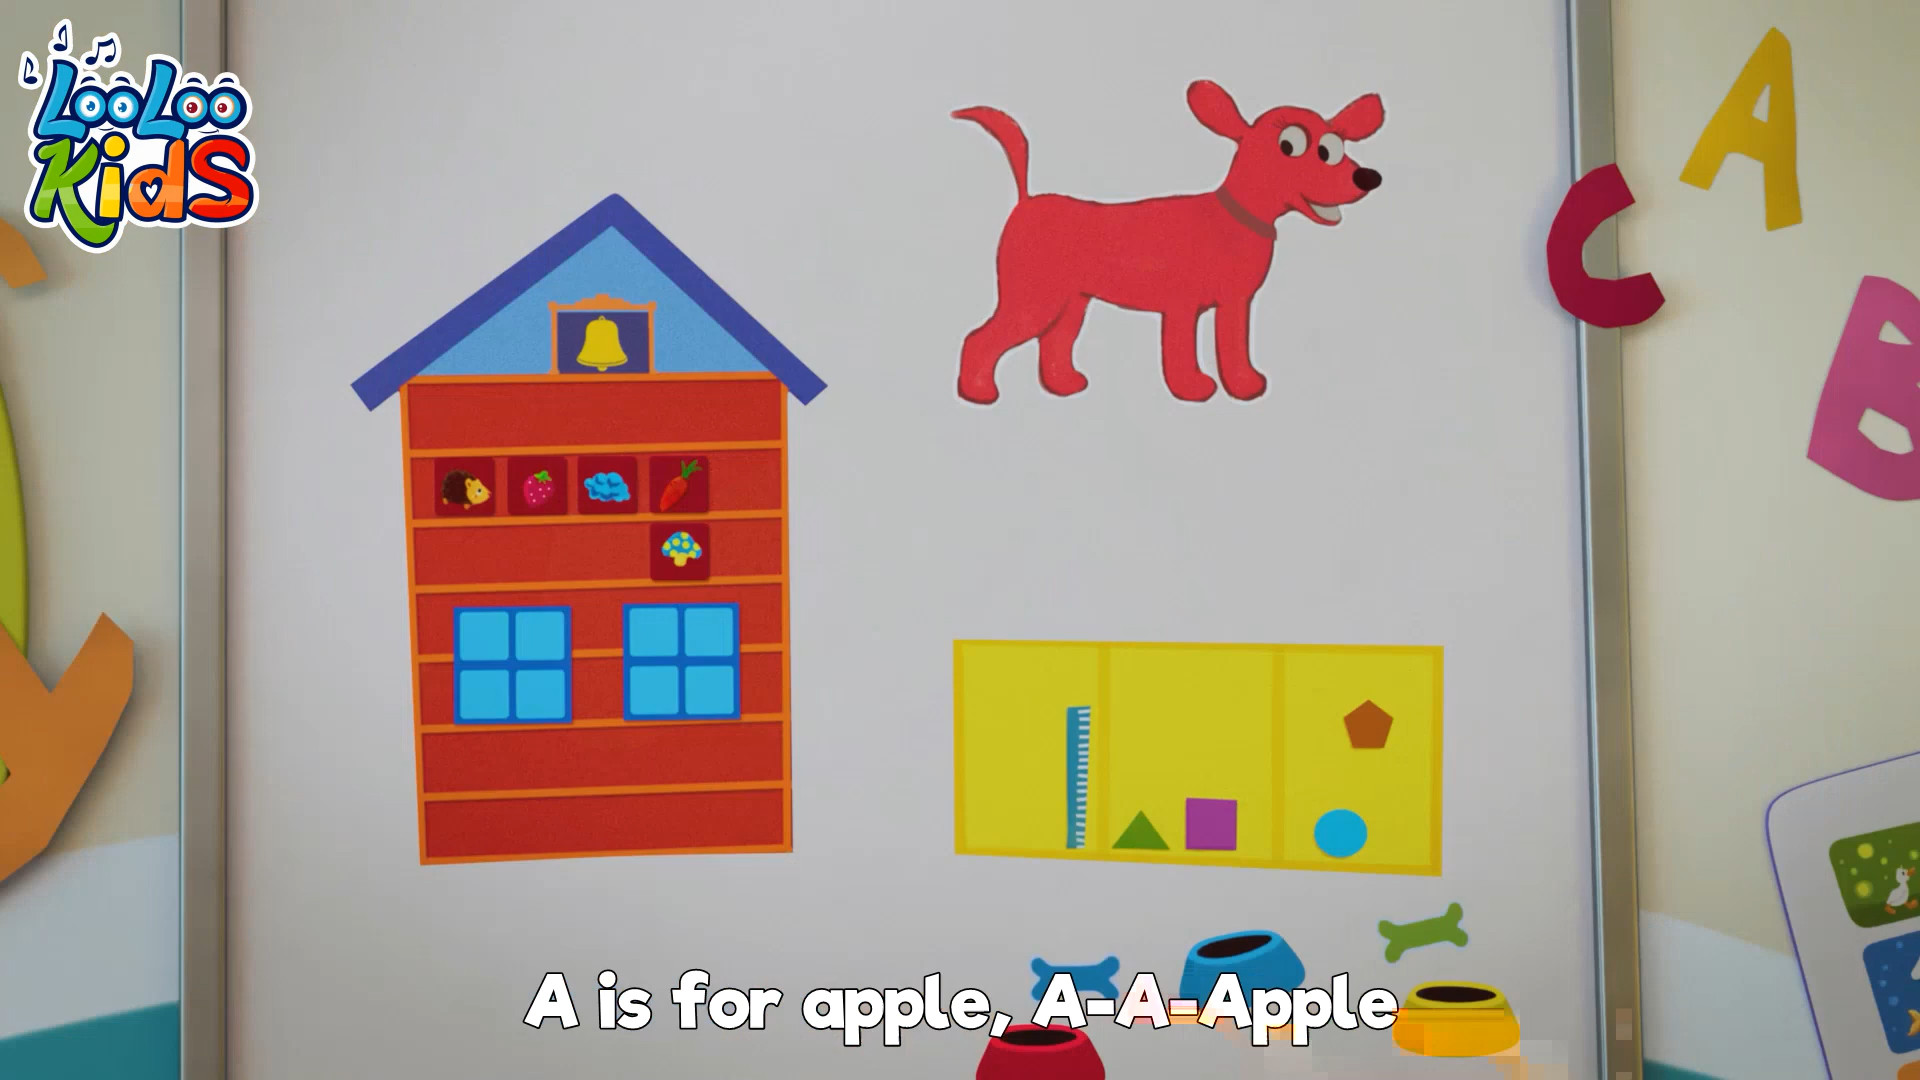 LooLoo
Kids
A
C
B
A is for apple, A-A-Apple